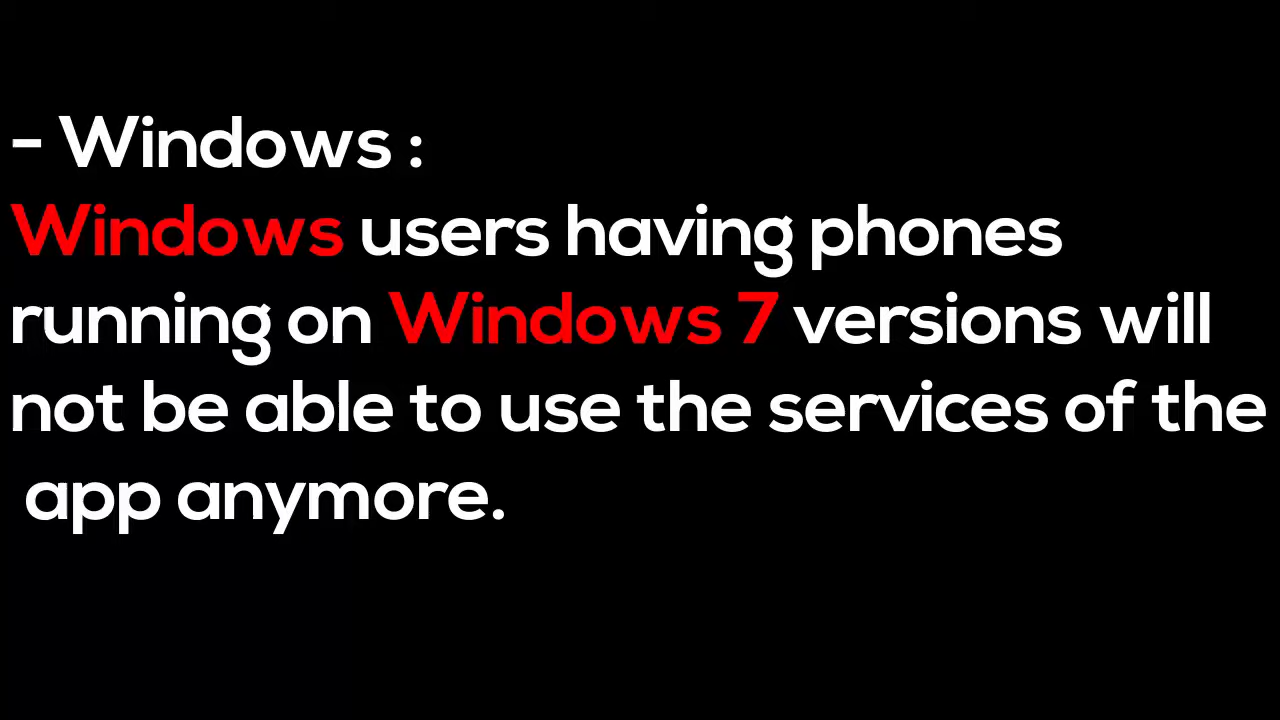 - Windows :
Windows users having phones
running on Windows 7 versions will
not be able to use the services of the
app anymore.